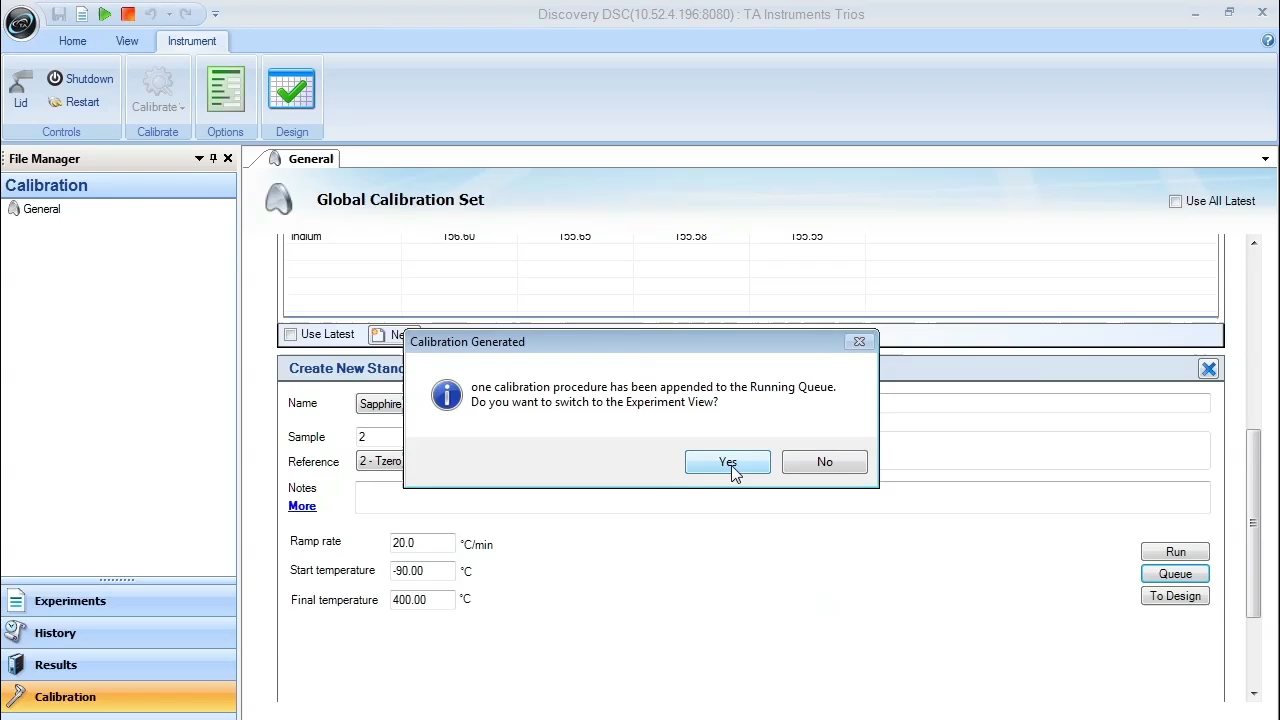 Discovery DSC(10.52.4.196:8080) : TA Instruments Trios
Home
View
Instrument
Lid
Shutdown
Restart
Controls
Calibrate
Calibrate
Options
Design
File Manager
Calibration
General
Experiments
History
Results
Calibration
General
Global Calibration Set
Use All Latest
Indium 156.60 155.65 155.58 155.55
Use Latest
Ne
Calibration Generated
one calibration procedure has been appended to the Running Queue.
Do you want to switch to the Experiment View?
Yes
No
Create New Stand
Name
Sapphire
Sample
2
Reference
2 - Tzero
Notes
More
Ramp rate
20.0
°C/min
Start temperature
-90.00
°C
Final temperature
400.00
°C
Run
Queue
To Design